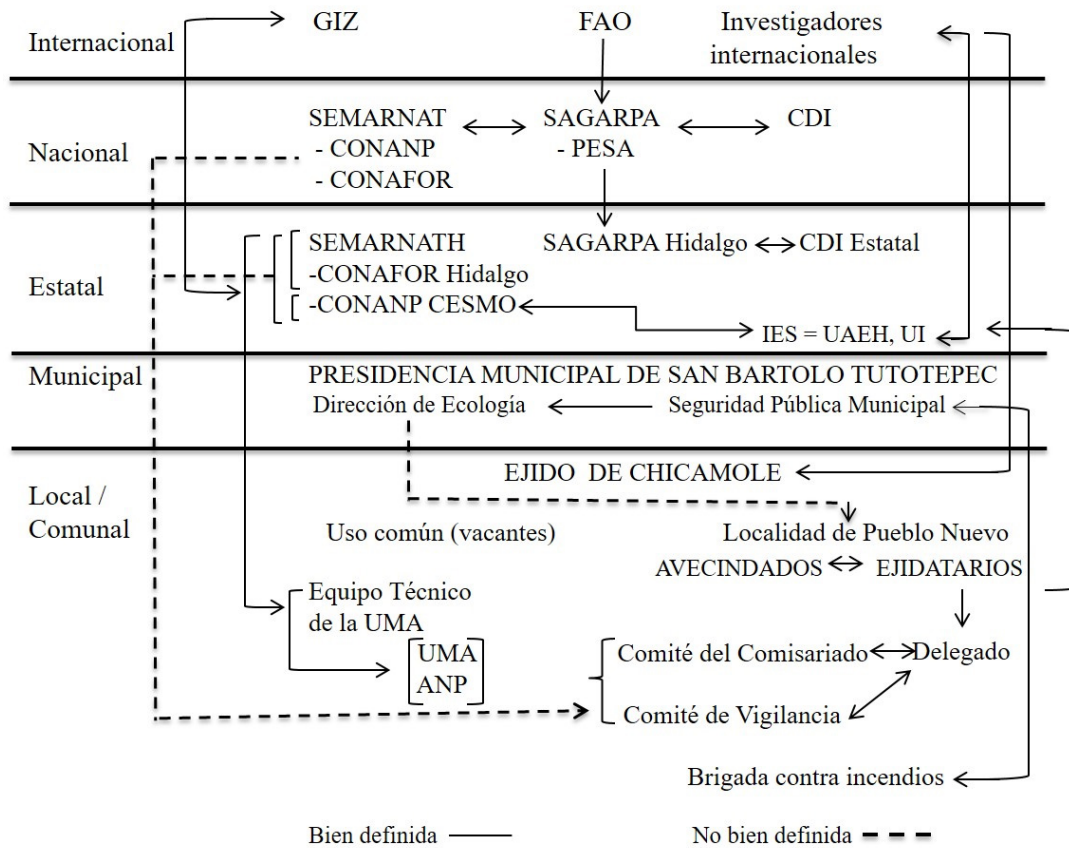 Internacional
GIZ
FAO
Investigadores
internacionales
Nacional
SEMARNAT
- CONANP
- CONAFOR
SAGARPA
- PESA
CDI
Estatal
SEMARNATH
-CONAFOR Hidalgo
-CONANP CESMO
SAGARPA Hidalgo
CDI Estatal
IES = UAEH, UI
Municipal
PRESIDENCIA MUNICIPAL DE SAN BARTOLO TUTOTEPEC
Dirección de Ecología
Seguridad Pública Municipal
Local /
Comunal
EJIDO DE CHICAMOLE
Uso común (vacantes)
Localidad de Pueblo Nuevo
AVECINDADOS
EJIDATARIOS
Equipo Técnico
de la UMA
UMA
ANP
Comité del Comisariado
Delegado
Comité de Vigilancia
Brigada contra incendios
Bien definida
No bien definida